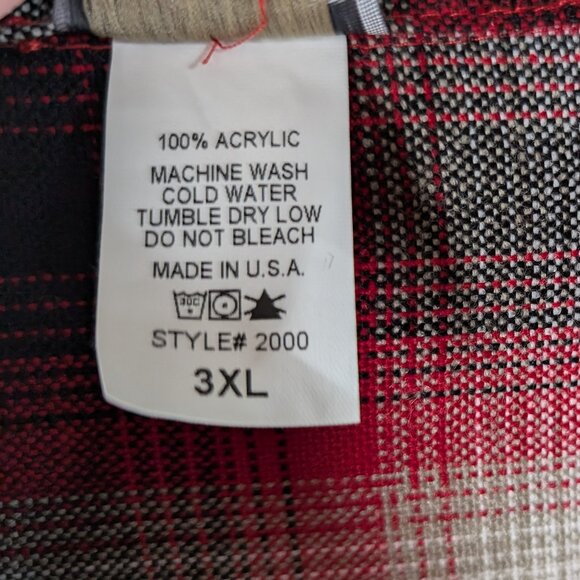 100% ACRYLIC
MACHINE WASH
COLD WATER
TUMBLE DRY LOW
DO NOT BLEACH
MADE IN U.S.A.
30C
STYLE# 2000
3XL